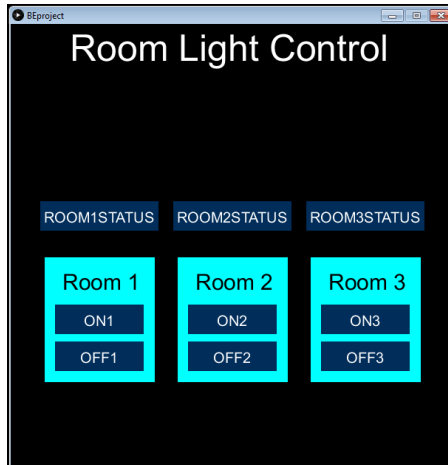 BEproject
Room Light Control
ROOM1STATUS ROOM2STATUS ROOM3STATUS
Room 1 Room 2 Room 3
ON1 ON2 ON3
OFF1 OFF2 OFF3